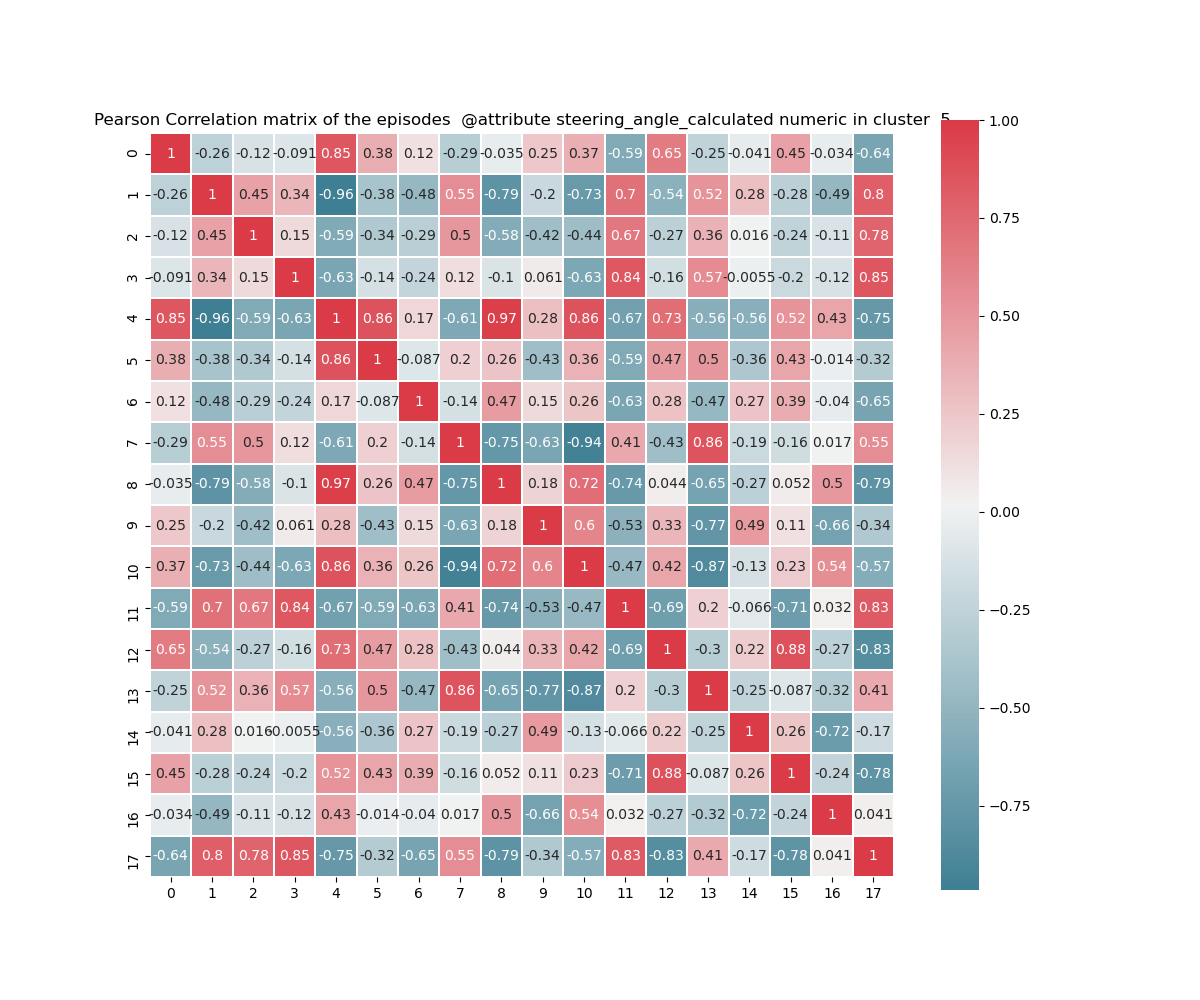 Pearson Correlation matrix of the episodes  @attribute steering_angle_calculated numeric in cluster  5
0 1 -0.26 -0.12 -0.091 0.85 0.38 0.12 -0.29 -0.035 0.25 0.37 -0.59 0.65 -0.25 -0.041 0.45 -0.034 -0.64
1 -0.26 1 0.45 0.34 -0.96 -0.38 -0.48 0.55 -0.79 -0.2 -0.73 0.7 -0.54 0.52 0.28 -0.28 -0.49 0.8
2 -0.12 0.45 1 0.15 -0.59 -0.34 -0.29 0.5 -0.58 -0.42 -0.44 0.67 -0.27 0.36 0.016 -0.24 -0.11 0.78
3 -0.091 0.34 0.15 1 -0.63 -0.14 -0.24 0.12 -0.1 0.061 -0.63 0.84 -0.16 0.57 -0.0055 -0.2 -0.12 0.85
4 0.85 -0.96 -0.59 -0.63 1 0.86 0.17 -0.61 0.97 0.28 0.86 -0.67 0.73 -0.56 -0.56 0.52 0.43 -0.75
5 0.38 -0.38 -0.34 -0.14 0.86 1 -0.087 0.2 0.26 -0.43 0.36 -0.59 0.47 0.5 -0.36 0.43 -0.014 -0.32
6 0.12 -0.48 -0.29 -0.24 0.17 -0.087 1 -0.14 0.47 0.15 0.26 -0.63 0.28 -0.47 0.27 0.39 -0.04 -0.65
7 -0.29 0.55 0.5 0.12 -0.61 0.2 -0.14 1 -0.75 -0.63 -0.94 0.41 -0.43 0.86 -0.19 -0.16 0.017 0.55
8 -0.035 -0.79 -0.58 -0.1 0.97 0.26 0.47 -0.75 1 0.18 0.72 -0.74 0.044 -0.65 -0.27 0.052 0.5 -0.79
9 0.25 -0.2 -0.42 0.061 0.28 -0.43 0.15 -0.63 0.18 1 0.6 -0.53 0.33 -0.77 0.49 0.11 -0.66 -0.34
10 0.37 -0.73 -0.44 -0.63 0.86 0.36 0.26 -0.94 0.72 0.6 1 -0.47 0.42 -0.87 -0.13 0.23 0.54 -0.57
11 -0.59 0.7 0.67 0.84 -0.67 -0.59 -0.63 0.41 -0.74 -0.53 -0.47 1 -0.69 0.2 -0.066 -0.71 0.032 0.83
12 0.65 -0.54 -0.27 -0.16 0.73 0.47 0.28 -0.43 0.044 0.33 0.42 -0.69 1 -0.3 0.22 0.88 -0.27 -0.83
13 -0.25 0.52 0.36 0.57 -0.56 0.5 -0.47 0.86 -0.65 -0.77 -0.87 0.2 -0.3 1 -0.25 -0.087 -0.32 0.41
14 -0.041 0.28 0.016 -0.0055 -0.56 -0.36 0.27 -0.19 -0.27 0.49 -0.13 -0.066 0.22 -0.25 1 0.26 -0.72 -0.17
15 0.45 -0.28 -0.24 -0.2 0.52 0.43 0.39 -0.16 0.052 0.11 0.23 -0.71 0.88 -0.087 0.26 1 -0.24 -0.78
16 -0.034 -0.49 -0.11 -0.12 0.43 -0.014 -0.04 0.017 0.5 -0.66 0.54 0.032 -0.27 -0.32 -0.72 -0.24 1 0.041
17 -0.64 0.8 0.78 0.85 -0.75 -0.32 -0.65 0.55 -0.79 -0.34 -0.57 0.83 -0.83 0.41 -0.17 -0.78 0.041 1
0 1 2 3 4 5 6 7 8 9 10 11 12 13 14 15 16 17
1.00
0.75
0.50
0.25
0.00
−0.25
−0.50
−0.75